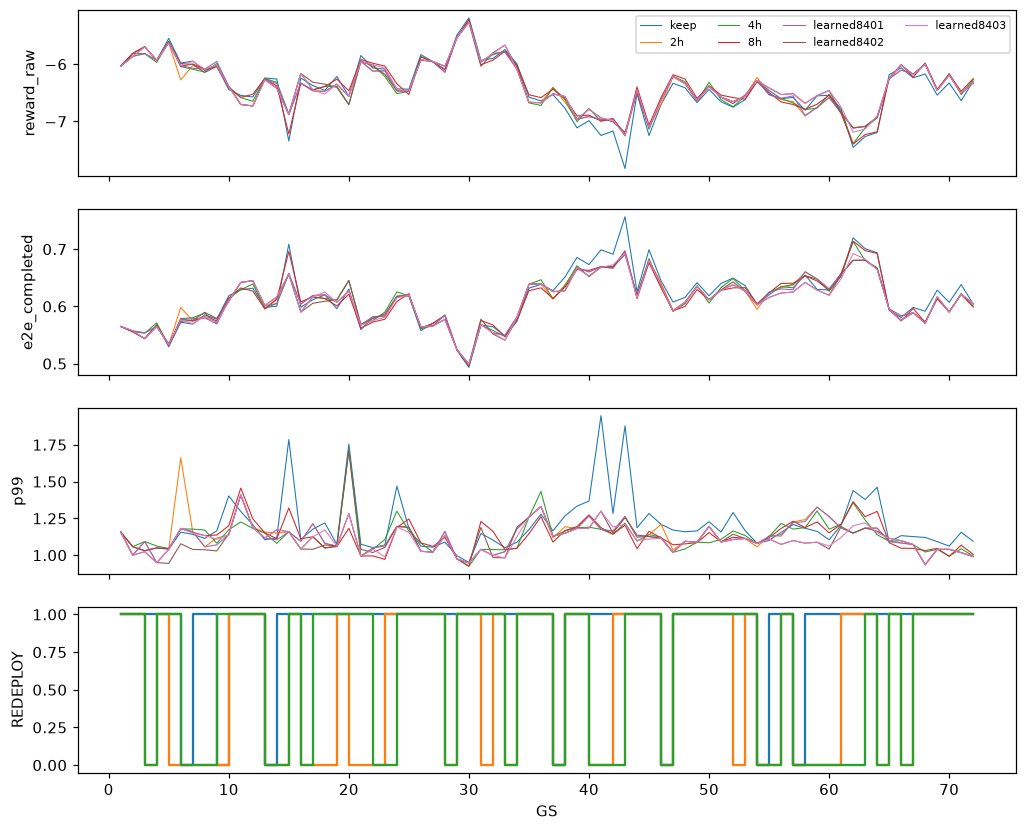 reward_raw
−6
−7
keep
2h
4h
8h
learned8401
learned8402
learned8403
e2e_completed
0.7
0.6
0.5
p99
1.75
1.50
1.25
1.00
REDEPLOY
1.00
0.75
0.50
0.25
0.00
0 10 20 30 40 50 60 70
GS